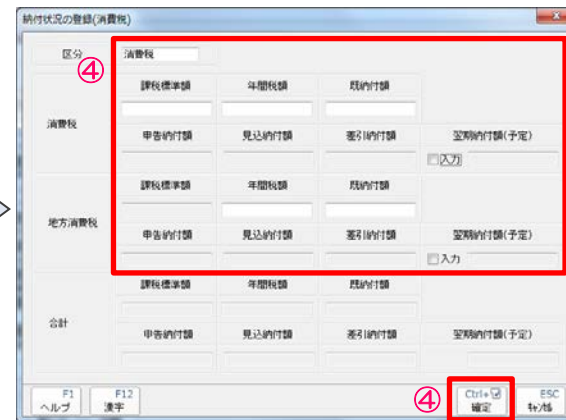 納付状況の登録(消費税)
区分 消費税
④
課税標準額 年間税額 既納付額
消費税
申告納付額 見込納付額 差引納付額 翌期納付額(予定)
入力
課税標準額 年間税額 既納付額
地方消費税
申告納付額 見込納付額 差引納付額 翌期納付額(予定)
入力
課税標準額 年間税額 既納付額
合計
申告納付額 見込納付額 差引納付額 翌期納付額(予定)
F1 F12 Ctrl+ ESC
ヘルプ 漢字 ④ 確定 キャンセル